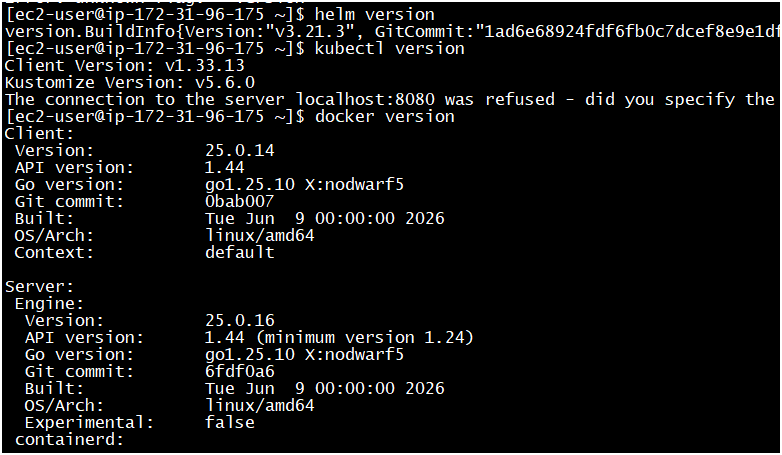 [ec2-user@ip-172-31-96-175 ~]$ helm version
version.BuildInfo{Version:"v3.21.3", GitCommit:"1ad6e68924fdf6fb0c7dcef8e9e1df
[ec2-user@ip-172-31-96-175 ~]$ kubectl version
Client Version: v1.33.13
Kustomize Version: v5.6.0
The connection to the server localhost:8080 was refused - did you specify the
[ec2-user@ip-172-31-96-175 ~]$ docker version
Client:
 Version:           25.0.14
 API version:       1.44
 Go version:        go1.25.10 X:nodwarf5
 Git commit:        0bab007
 Built:             Tue Jun  9 00:00:00 2026
 OS/Arch:           linux/amd64
 Context:           default

Server:
 Engine:
  Version:          25.0.16
  API version:      1.44 (minimum version 1.24)
  Go version:       go1.25.10 X:nodwarf5
  Git commit:       6fdf0a6
  Built:            Tue Jun  9 00:00:00 2026
  OS/Arch:          linux/amd64
  Experimental:     false
 containerd: